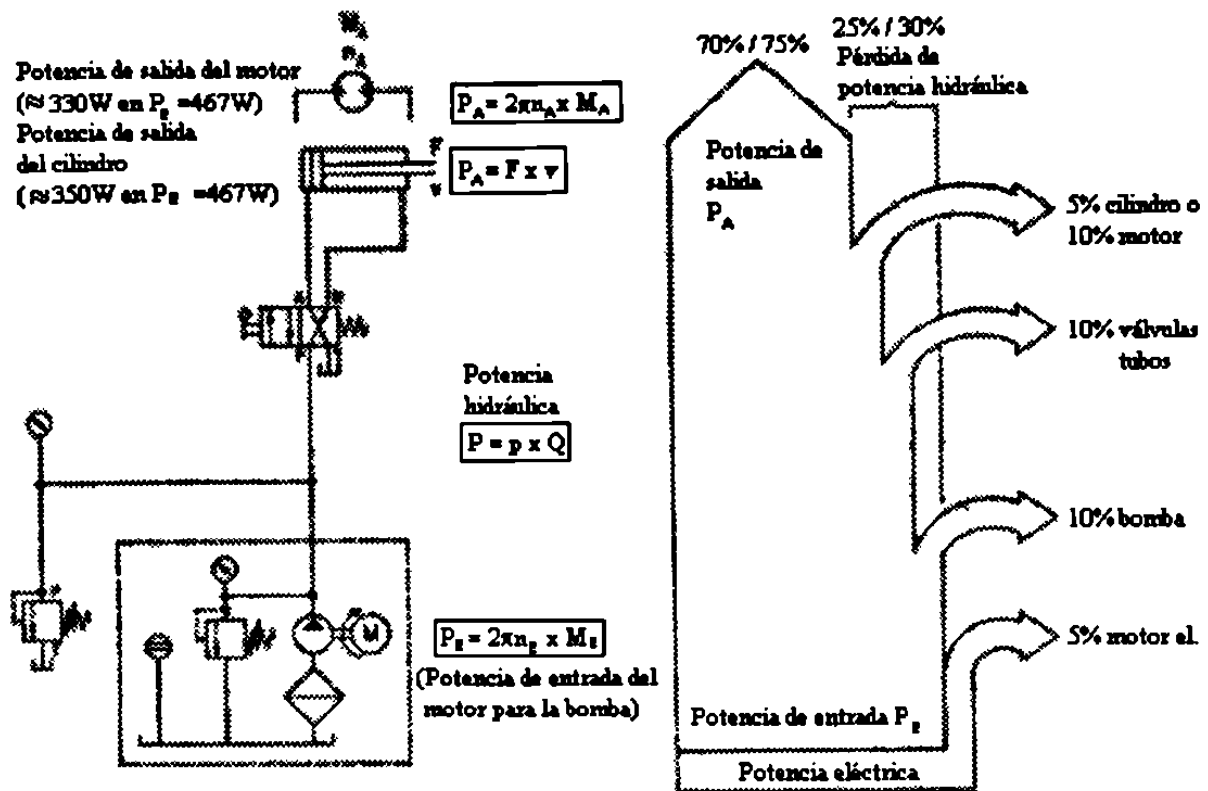 Potencia de salida del motor
(≈ 330W en P_E =467W)
Potencia de salida
del cilindro
(≈350W en P_E =467W)
M_A
n_A
P_A = 2πn_A x M_A
P_A = F x v
F
v
A
B
Potencia
hidráulica
P = p x Q
M
P_E = 2πn_E x M_E
(Potencia de entrada del
motor para la bomba)
70% / 75%
25% / 30%
Pérdida de
potencia hidráulica
Potencia de
salida
P_A
5% cilindro o
10% motor
10% válvulas
tubos
10% bomba
5% motor el.
Potencia de entrada P_E
Potencia eléctrica